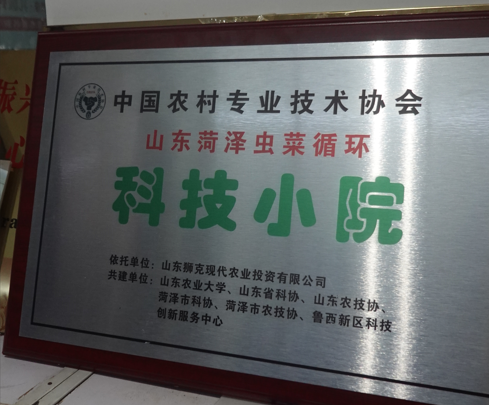 中国农村专业技术协会
山东菏泽虫菜循环
科技小院
依托单位：山东狮克现代农业投资有限公司
共建单位：山东农业大学、山东省科协、山东农技协、
菏泽市科协、菏泽市农技协、鲁西新区科技
创新服务中心
振兴
心